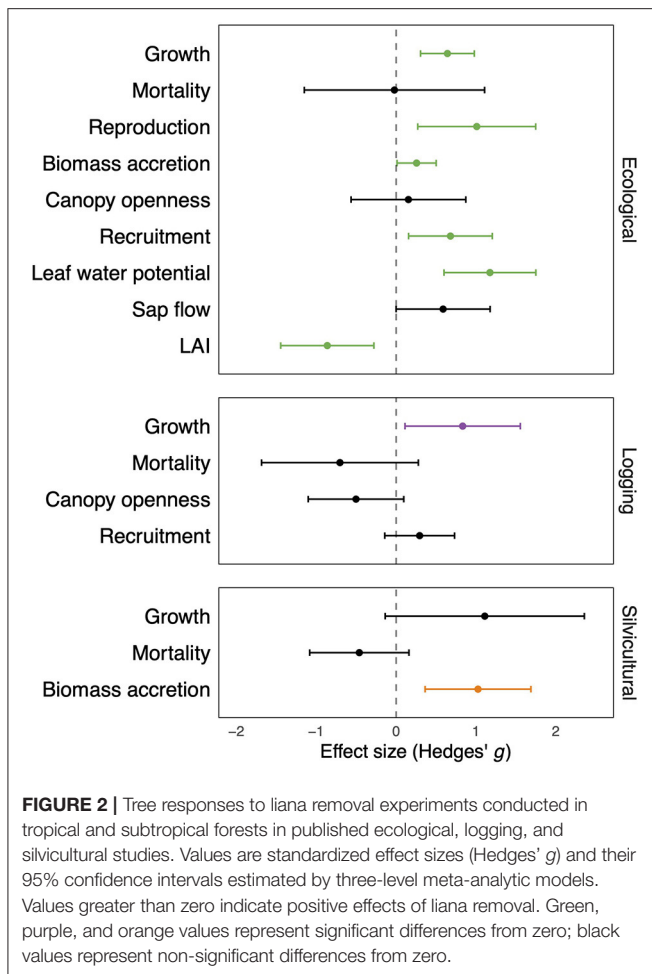 Growth
Mortality
Reproduction
Biomass accretion
Canopy openness
Recruitment
Leaf water potential
Sap flow
LAI
Ecological
Growth
Mortality
Canopy openness
Recruitment
Logging
Growth
Mortality
Biomass accretion
Silvicultural
−2 −1 0 1 2
Effect size (Hedges' g)
FIGURE 2 | Tree responses to liana removal experiments conducted in
tropical and subtropical forests in published ecological, logging, and
silvicultural studies. Values are standardized effect sizes (Hedges' g) and their
95% confidence intervals estimated by three-level meta-analytic models.
Values greater than zero indicate positive effects of liana removal. Green,
purple, and orange values represent significant differences from zero; black
values represent non-significant differences from zero.